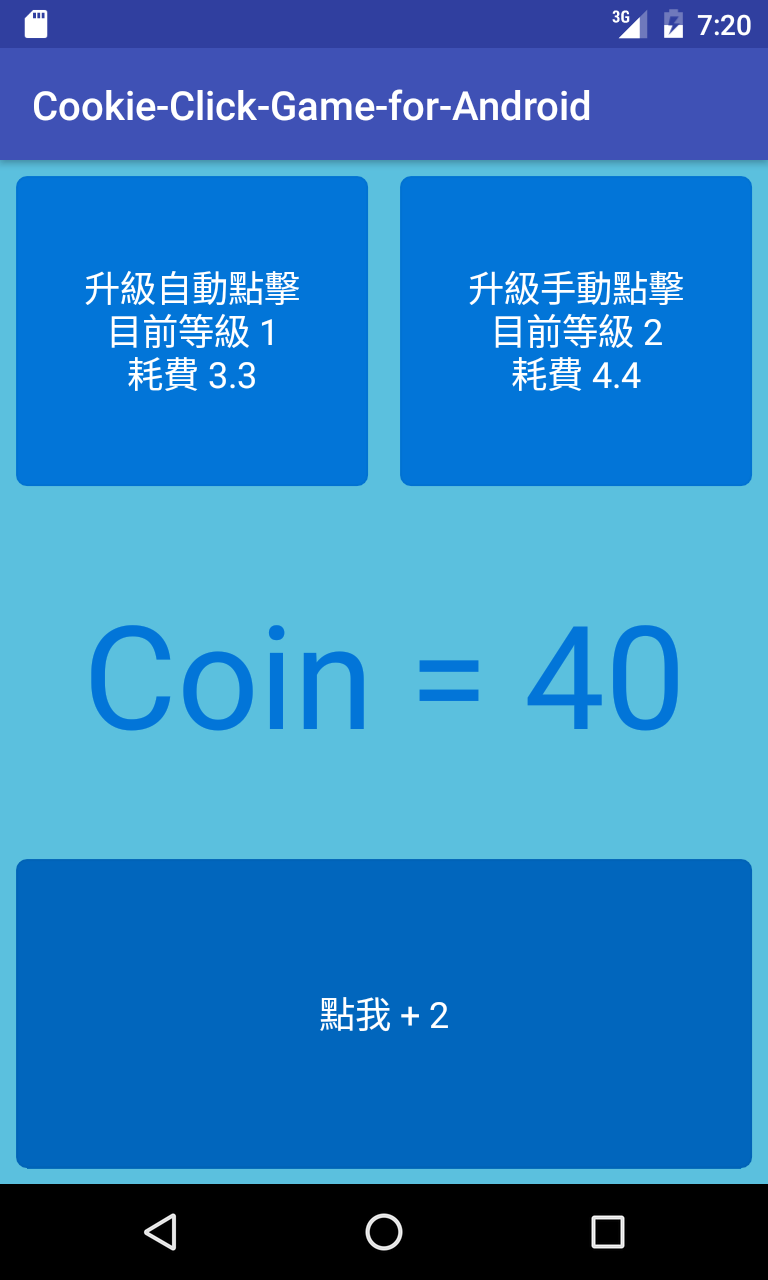 3G 7:20
Cookie-Click-Game-for-Android
升級自動點擊
目前等級 1
耗費 3.3
升級手動點擊
目前等級 2
耗費 4.4
Coin = 40
點我 + 2